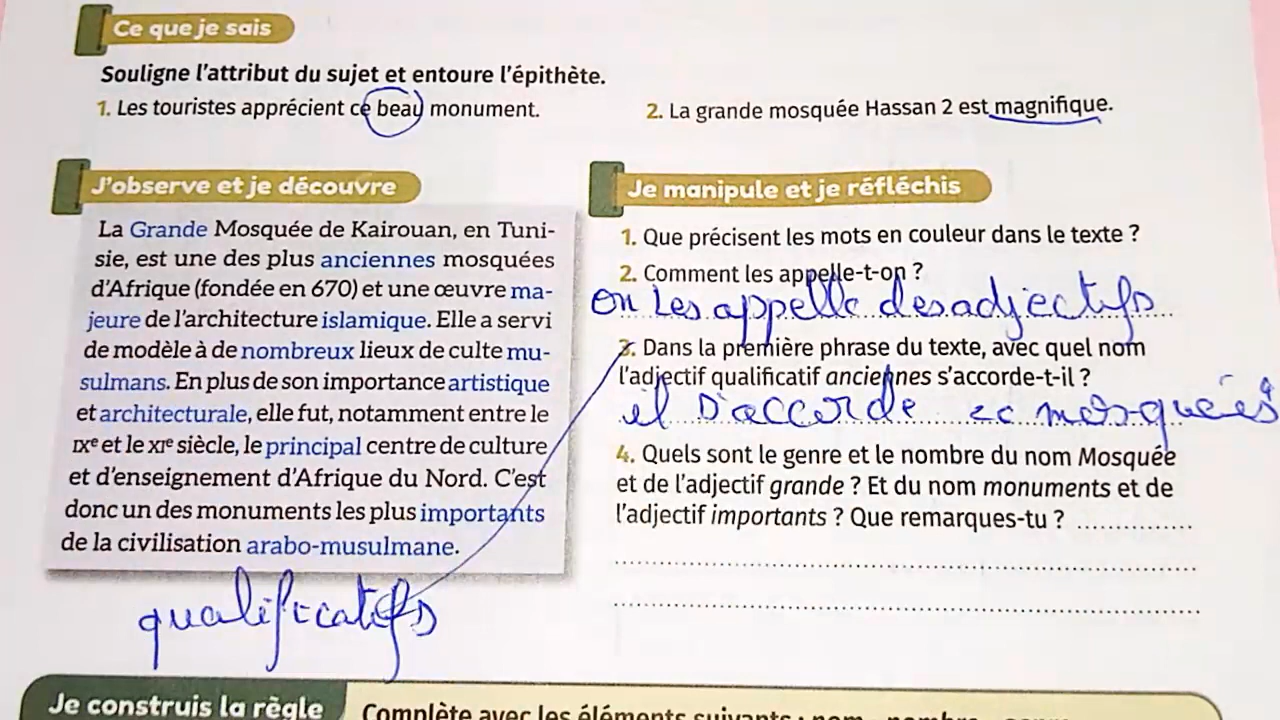 Ce que je sais
Souligne l'attribut du sujet et entoure l'épithète.
1. Les touristes apprécient ce beau monument.
2. La grande mosquée Hassan 2 est magnifique.
J'observe et je découvre
La Grande Mosquée de Kairouan, en Tuni-
sie, est une des plus anciennes mosquées
d'Afrique (fondée en 670) et une œuvre ma-
jeure de l'architecture islamique. Elle a servi
de modèle à de nombreux lieux de culte mu-
sulmans. En plus de son importance artistique
et architecturale, elle fut, notamment entre le
IXe et le XIe siècle, le principal centre de culture
et d'enseignement d'Afrique du Nord. C'est
donc un des monuments les plus importants
de la civilisation arabo-musulmane.
qualificatifs
Je manipule et je réfléchis
1. Que précisent les mots en couleur dans le texte ?
2. Comment les appelle-t-on ?
on les appelle des adjectifs
3. Dans la première phrase du texte, avec quel nom
l'adjectif qualificatif anciennes s'accorde-t-il ?
il s'accorde mosquées
4. Quels sont le genre et le nombre du nom Mosquée
et de l'adjectif grande ? Et du nom monuments et de
l'adjectif importants ? Que remarques-tu ?
Je construis la règle
Complète avec les éléments suivants : nom - nombre - genre